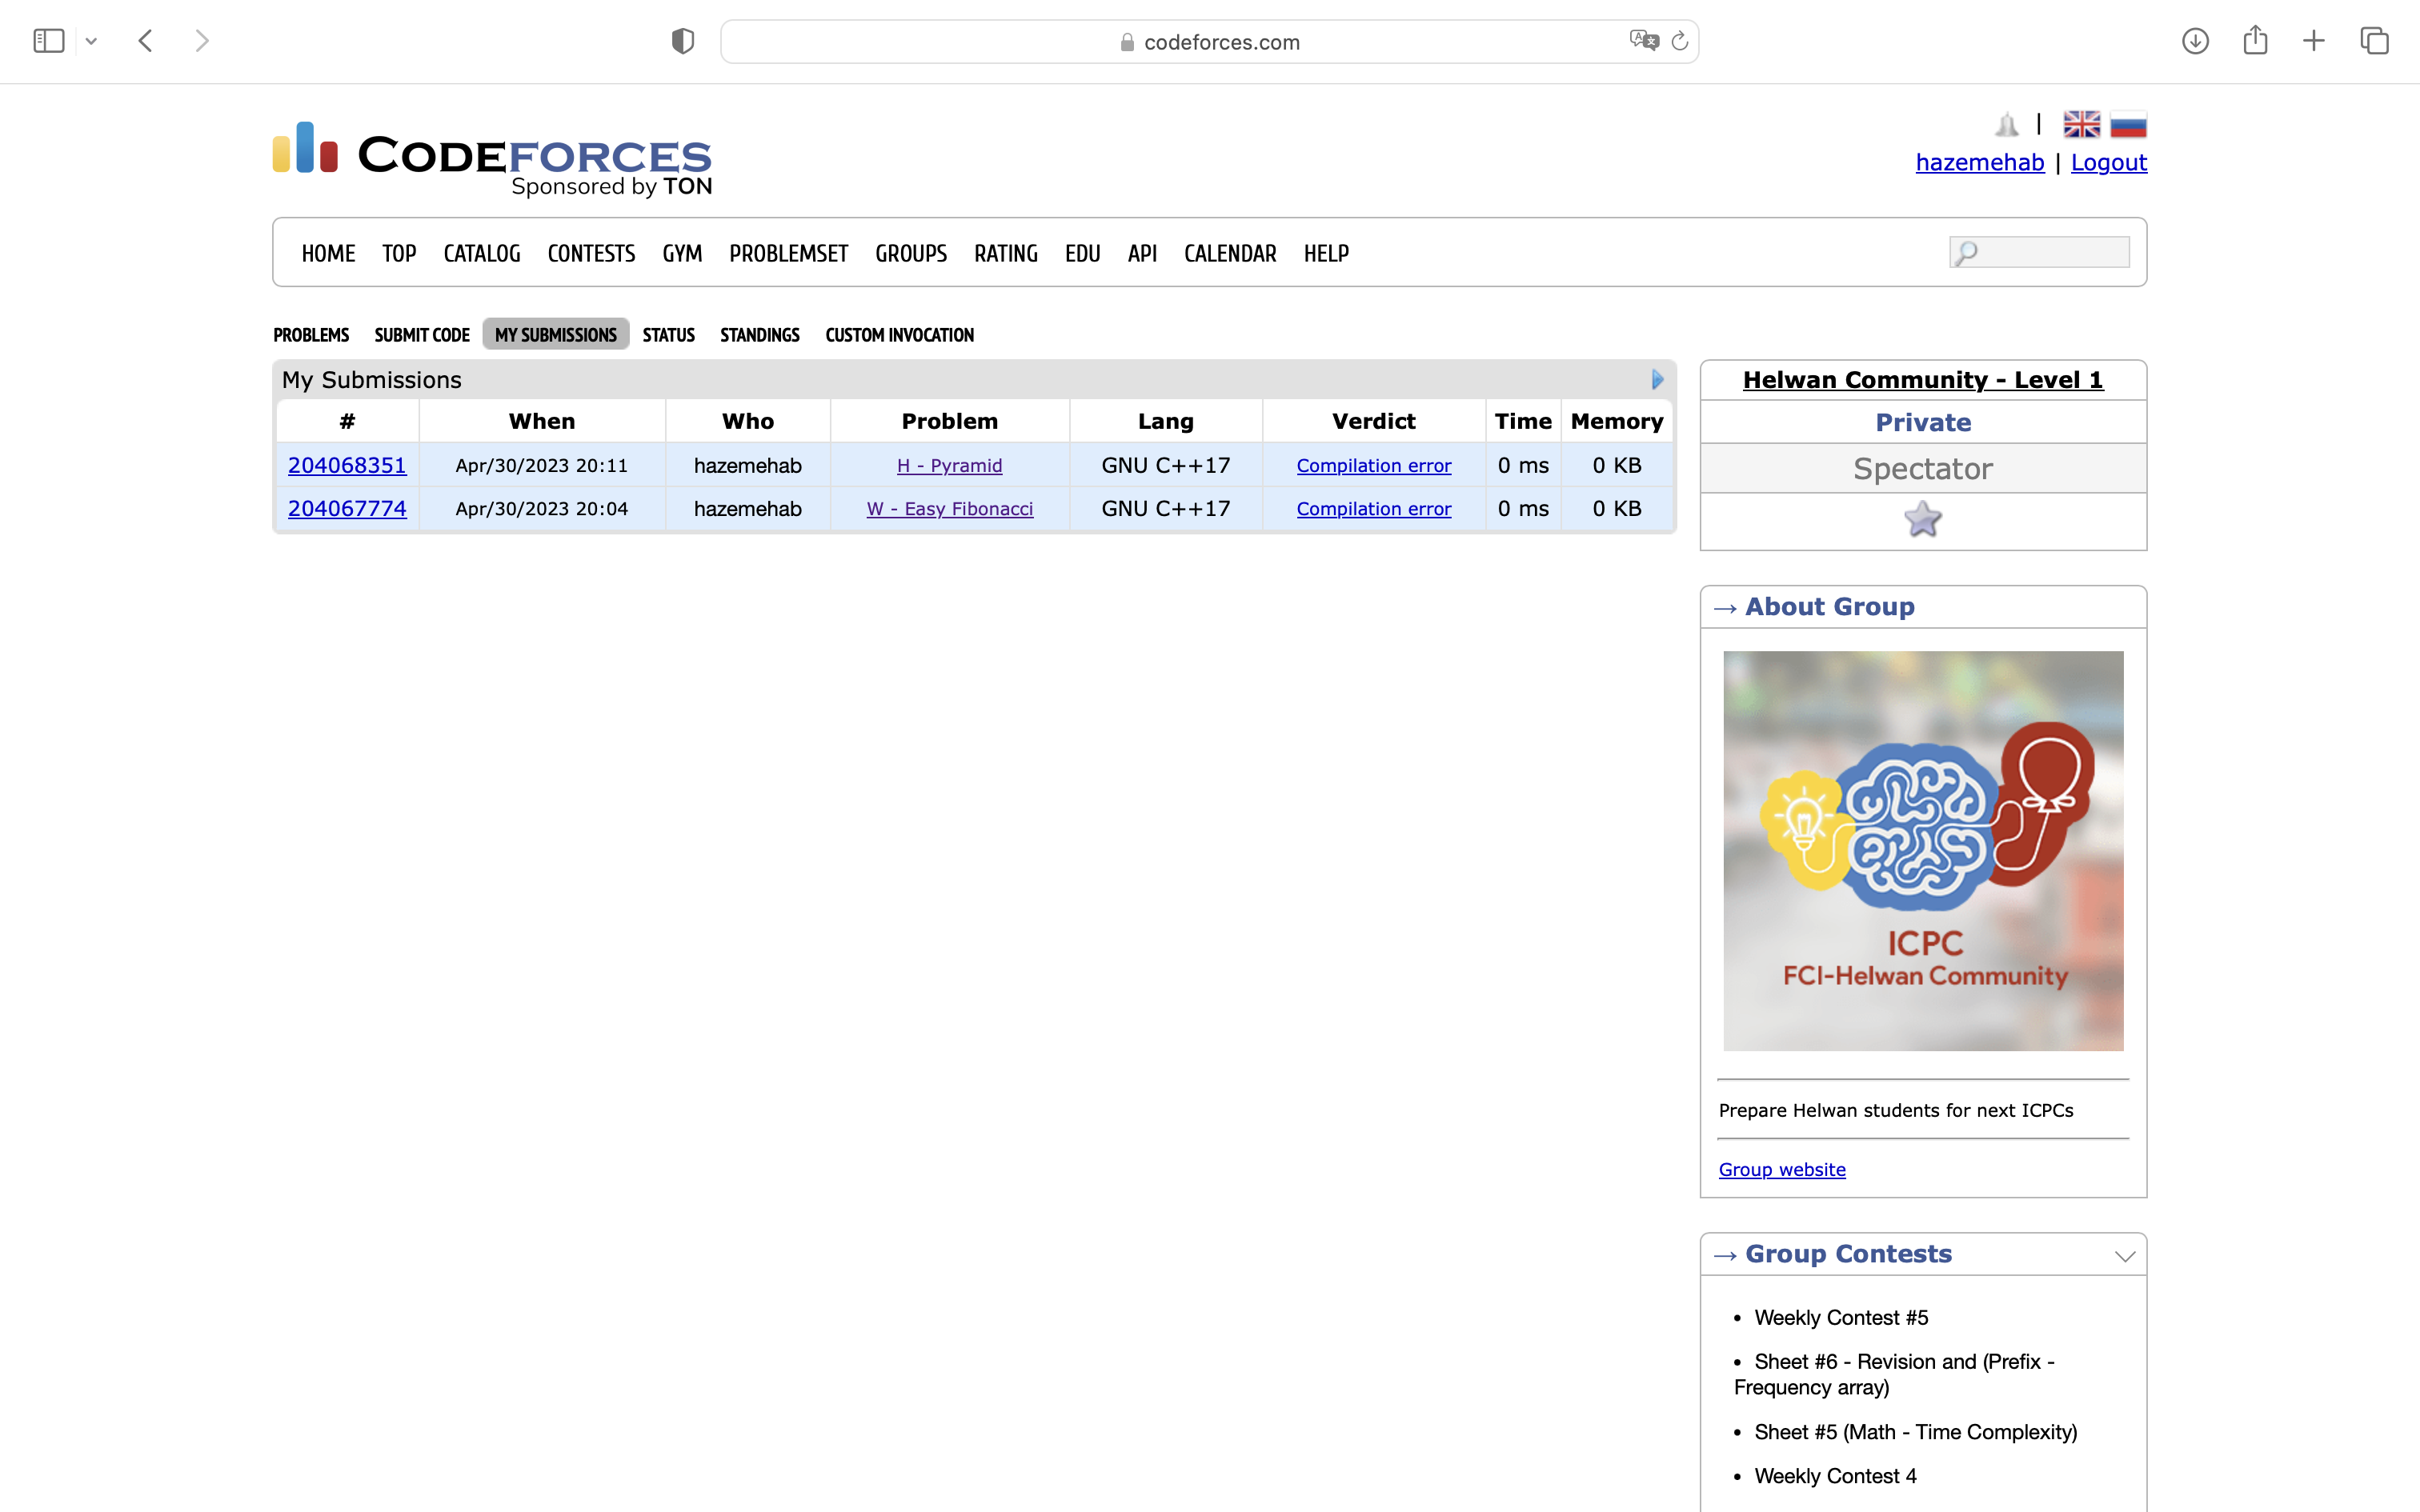 codeforces.com
CODEFORCES
Sponsored by TON
hazemehab | Logout
HOME TOP CATALOG CONTESTS GYM PROBLEMSET GROUPS RATING EDU API CALENDAR HELP
PROBLEMS SUBMIT CODE MY SUBMISSIONS STATUS STANDINGS CUSTOM INVOCATION
My Submissions
# When Who Problem Lang Verdict Time Memory
204068351 Apr/30/2023 20:11 hazemehab H - Pyramid GNU C++17 Compilation error 0 ms 0 KB
204067774 Apr/30/2023 20:04 hazemehab W - Easy Fibonacci GNU C++17 Compilation error 0 ms 0 KB
Helwan Community - Level 1
Private
Spectator
→ About Group
ICPC
FCI-Helwan Community
Prepare Helwan students for next ICPCs
Group website
→ Group Contests
• Weekly Contest #5
• Sheet #6 - Revision and (Prefix -
Frequency array)
• Sheet #5 (Math - Time Complexity)
• Weekly Contest 4